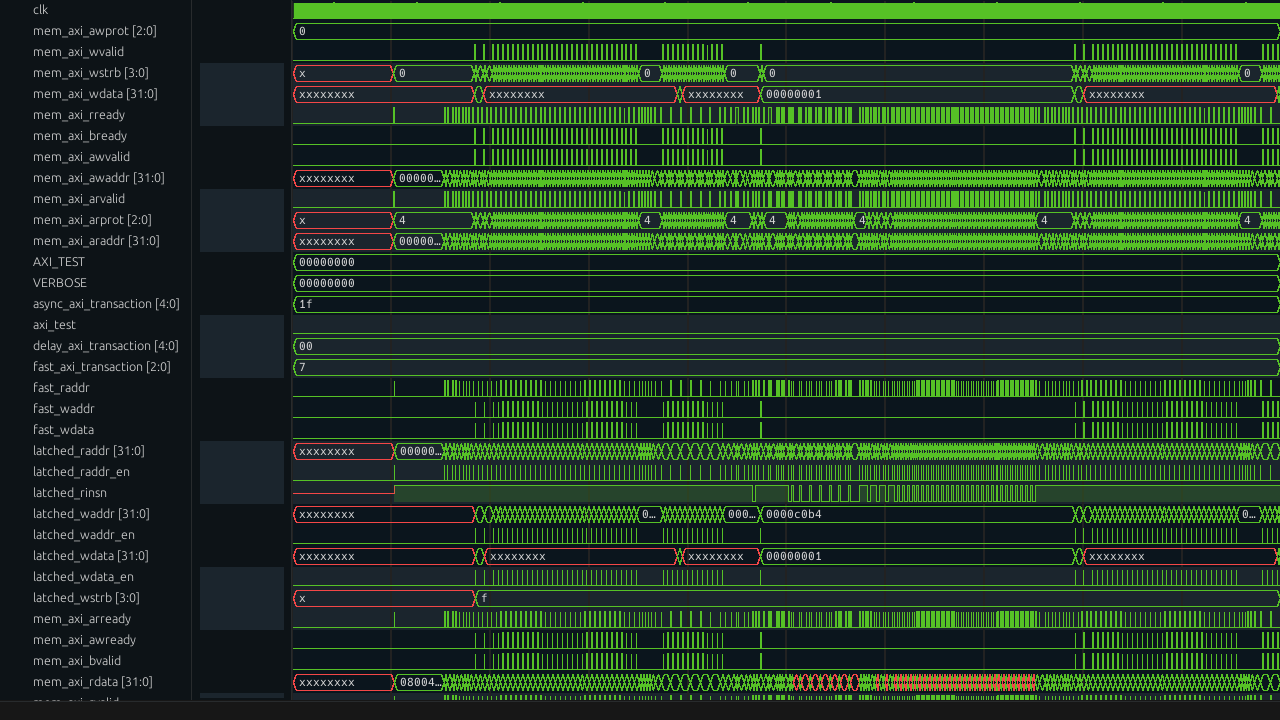 clk
mem_axi_awprot [2:0] 0
mem_axi_wvalid
mem_axi_wstrb [3:0] x 0 0 0 0 0
mem_axi_wdata [31:0] xxxxxxxx xxxxxxxx xxxxxxxx 00000001 xxxxxxxx
mem_axi_rready
mem_axi_bready
mem_axi_awvalid
mem_axi_awaddr [31:0] xxxxxxxx 00000…
mem_axi_arvalid
mem_axi_arprot [2:0] x 4 4 4 4 4 4 4
mem_axi_araddr [31:0] xxxxxxxx 00000…
AXI_TEST 00000000
VERBOSE 00000000
async_axi_transaction [4:0] 1f
axi_test
delay_axi_transaction [4:0] 00
fast_axi_transaction [2:0] 7
fast_raddr
fast_waddr
fast_wdata
latched_raddr [31:0] xxxxxxxx 00000…
latched_raddr_en
latched_rinsn
latched_waddr [31:0] xxxxxxxx 0… 000… 0000c0b4 0…
latched_waddr_en
latched_wdata [31:0] xxxxxxxx xxxxxxxx xxxxxxxx 00000001 xxxxxxxx
latched_wdata_en
latched_wstrb [3:0] x f
mem_axi_arready
mem_axi_awready
mem_axi_bvalid
mem_axi_rdata [31:0] xxxxxxxx 08004…